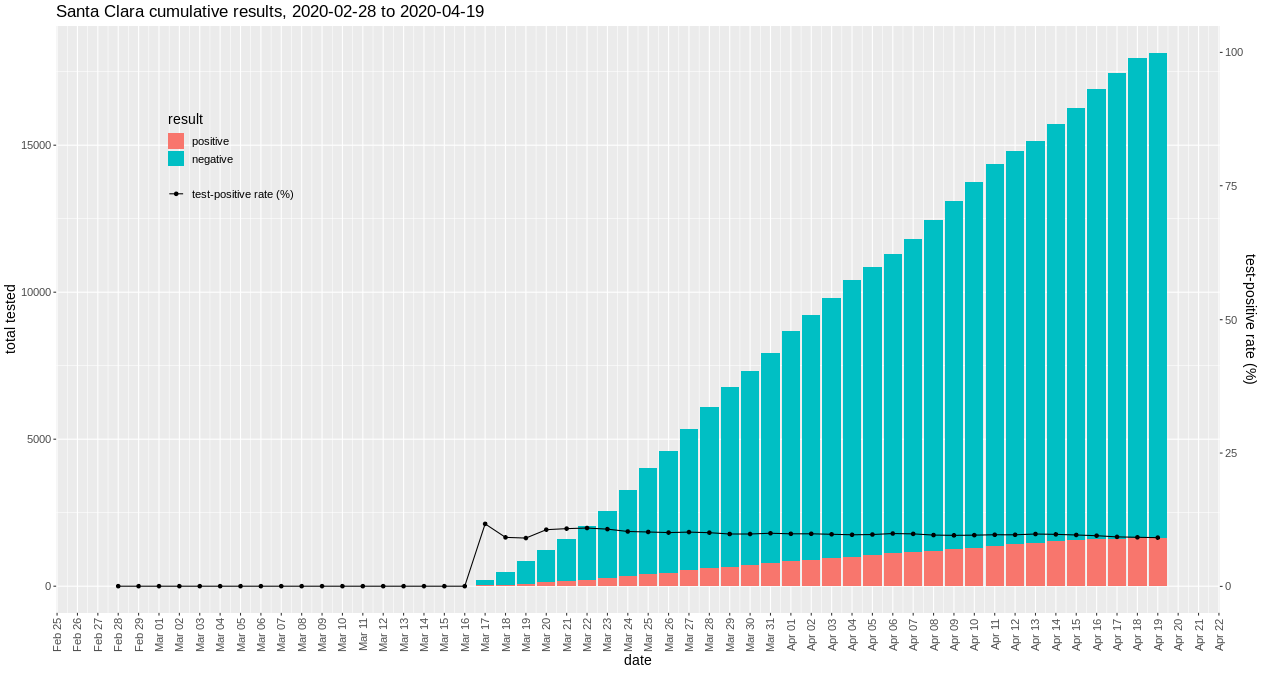 Santa Clara cumulative results, 2020-02-28 to 2020-04-19
result
positive
negative
test-positive rate (%)
total tested
15000
10000
5000
0
100
75
50
25
0
test-positive rate (%)
Feb 25
Feb 26
Feb 27
Feb 28
Feb 29
Mar 01
Mar 02
Mar 03
Mar 04
Mar 05
Mar 06
Mar 07
Mar 08
Mar 09
Mar 10
Mar 11
Mar 12
Mar 13
Mar 14
Mar 15
Mar 16
Mar 17
Mar 18
Mar 19
Mar 20
Mar 21
Mar 22
Mar 23
Mar 24
Mar 25
Mar 26
Mar 27
Mar 28
Mar 29
Mar 30
Mar 31
Apr 01
Apr 02
Apr 03
Apr 04
Apr 05
Apr 06
Apr 07
Apr 08
Apr 09
Apr 10
Apr 11
Apr 12
Apr 13
Apr 14
Apr 15
Apr 16
Apr 17
Apr 18
Apr 19
Apr 20
Apr 21
Apr 22
date